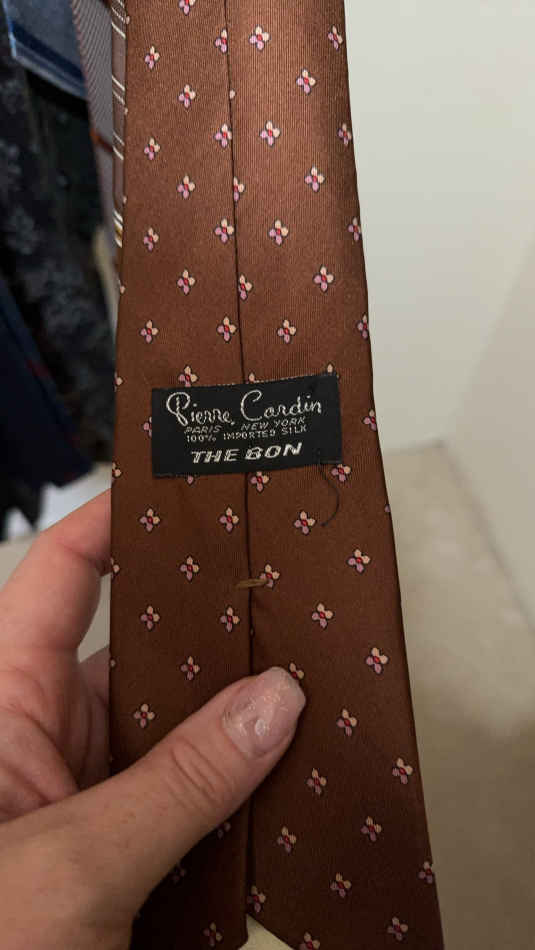 Pierre Cardin
PARIS NEW YORK
100% IMPORTED SILK
THE BON